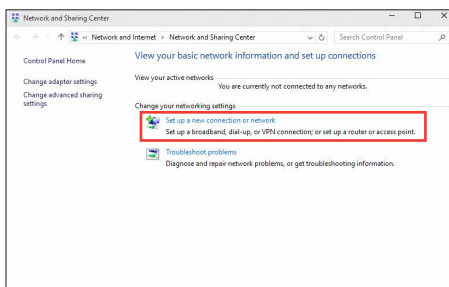 Network and Sharing Center
« Network and Internet › Network and Sharing Center
Search Control Panel
Control Panel Home
Change adapter settings
Change advanced sharing
settings
View your basic network information and set up connections
View your active networks
You are currently not connected to any networks.
Change your networking settings
Set up a new connection or network
Set up a broadband, dial-up, or VPN connection; or set up a router or access point.
Troubleshoot problems
Diagnose and repair network problems, or get troubleshooting information.